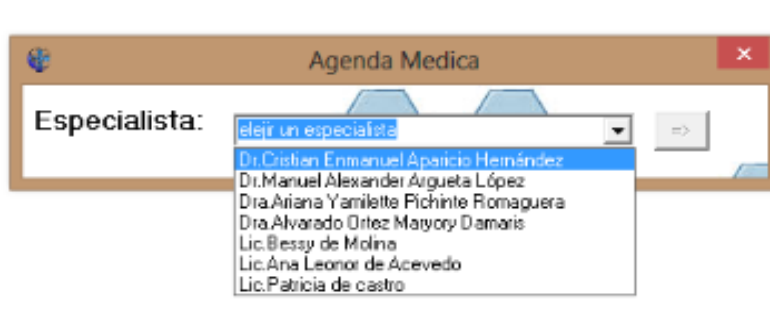 Agenda Medica
Especialista:
elejir un especialista
=>
Dr.Cristian Enmanuel Aparicio Hernández
Dr.Manuel Alexander Argueta López
Dra.Ariana Yamilette Pichinte Romaguera
Dra.Alvarado Ortez Maryory Damaris
Lic.Bessy de Molina
Lic.Ana Leonor de Acevedo
Lic.Patricia de castro